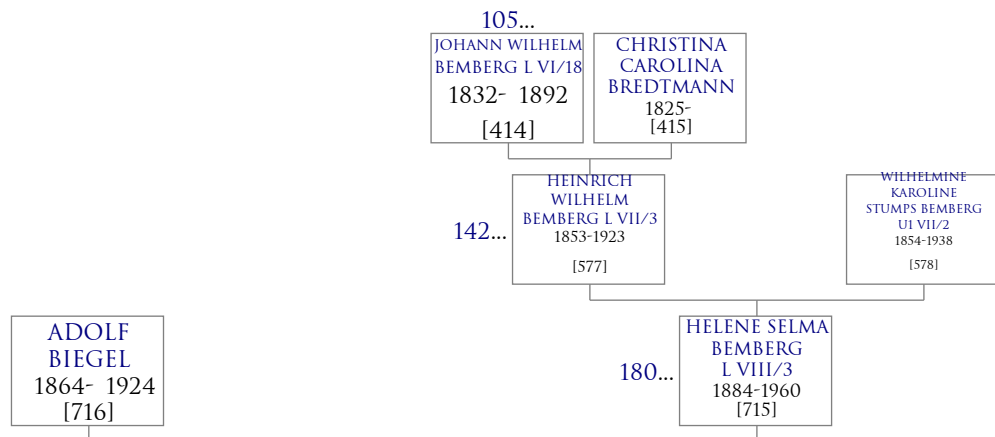 105...
JOHANN WILHELM
BEMBERG L VI/18
1832- 1892
[414]
CHRISTINA
CAROLINA
BREDTMANN
1825-
[415]
142...
HEINRICH
WILHELM
BEMBERG L VII/3
1853-1923
[577]
WILHELMINE
KAROLINE
STUMPS BEMBERG
U1 VII/2
1854-1938
[578]
ADOLF
BIEGEL
1864- 1924
[716]
180...
HELENE SELMA
BEMBERG
L VIII/3
1884-1960
[715]